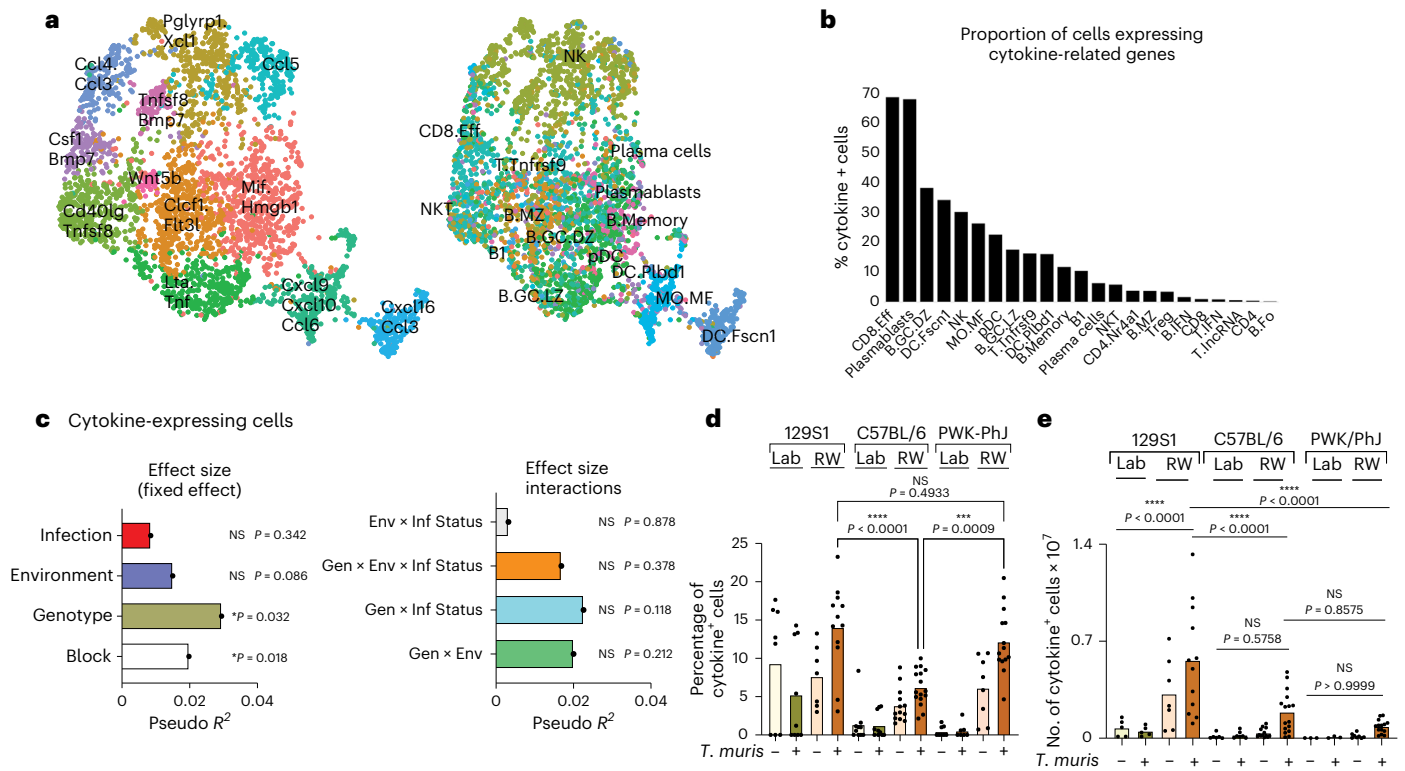 a
Pglyrp1.
Xcl1
Ccl4.
Ccl3
Ccl5
Tnfsf8
Bmp7
Csf1
Bmp7
Wnt5b
Cd40lg
Tnfsf8
Clcf1.
Flt3l
Mif.
Hmgb1
Lta.
Tnf
Cxcl9
Cxcl10
Ccl6
Cxcl16
Ccl3
NK
CD8.Eff
T.Tnfrsf9
Plasma cells
Plasmablasts
NKT
B.MZ
B.Memory
B.GC.DZ
B1
pDC
DC.Plbd1
B.GC.LZ
MO.MF
DC.Fscn1
b
Proportion of cells expressing
cytokine-related genes
% cytokine + cells
70
60
50
40
30
20
10
0
CD8.Eff
Plasmablasts
B.GC.DZ
DC.Fscn1
NK
MO.MF
pDC
B.GC.LZ
T.Tnfrsf9
DC.Plbd1
B.Memory
B1
Plasma cells
NKT
CD4.Nr4a1
B.MZ
Treg
B.IFN
CD8
T.IFN
T.lncRNA
CD4
B.Fo
c Cytokine-expressing cells
Effect size
(fixed effect)
Infection NS P = 0.342
Environment NS P = 0.086
Genotype *P = 0.032
Block *P = 0.018
0 0.02 0.04
Pseudo R²
Effect size
interactions
Env × Inf Status NS P = 0.878
Gen × Env × Inf Status NS P = 0.378
Gen × Inf Status NS P = 0.118
Gen × Env NS P = 0.212
0 0.02 0.04
Pseudo R²
d
129S1 C57BL/6 PWK-PhJ
Lab RW Lab RW Lab RW
NS
P = 0.4933
**** ***
P < 0.0001 P = 0.0009
Percentage of
cytokine⁺ cells
25
20
15
10
5
0
T. muris − + − + − + − + − + − +
e
129S1 C57BL/6 PWK/PhJ
Lab RW Lab RW Lab RW
****
P < 0.0001
**** ****
P < 0.0001 P < 0.0001
NS
P = 0.8575
NS
P = 0.5758
NS
P > 0.9999
No. of cytokine⁺ cells × 10⁷
1.4
0.7
0
T. muris − + − + − + − + − + − +